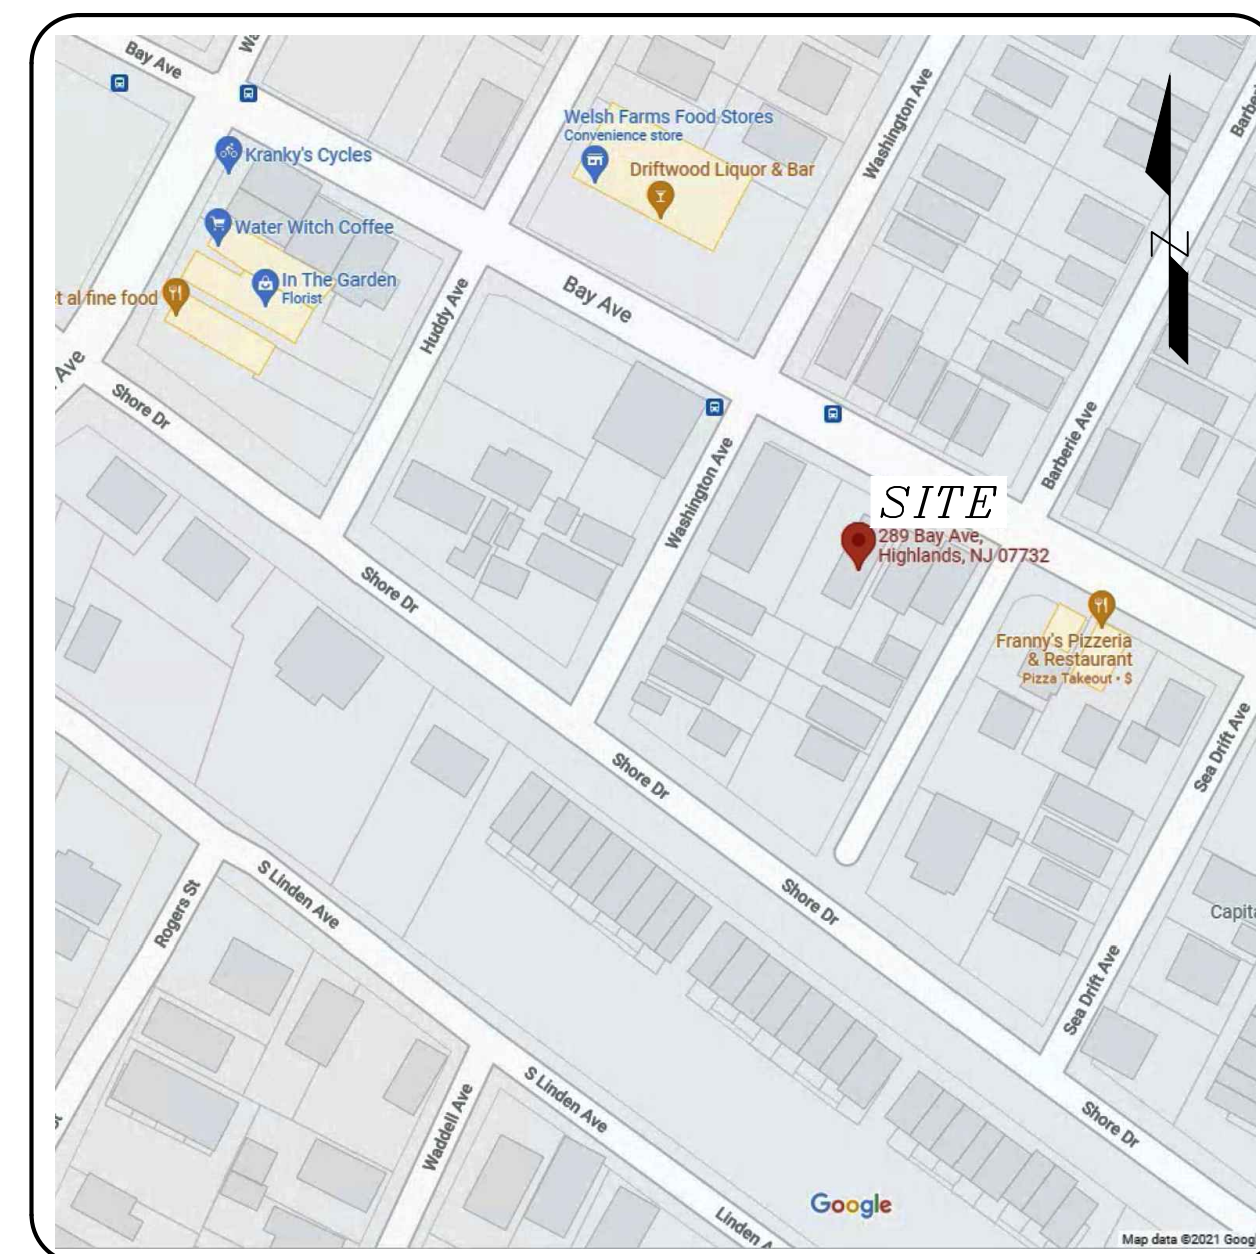 Bay Ave
Wa
Welsh Farms Food Stores
Convenience store
Driftwood Liquor & Bar
Washington Ave
Barber
Kranky's Cycles
Water Witch Coffee
In The Garden
Florist
t al fine food
Huddy Ave
Bay Ave
N
Ave
Shore Dr
Washington Ave
Barberie Ave
SITE
289 Bay Ave,
Highlands, NJ 07732
Shore Dr
Franny's Pizzeria
& Restaurant
Pizza Takeout • $
Sea Drift Ave
Shore Dr
S Linden Ave
Rogers St
Shore Dr
Capita
Sea Drift Ave
S Linden Ave
Waddell Ave
Shore Dr
Linden A
Google
Map data ©2021 Goog